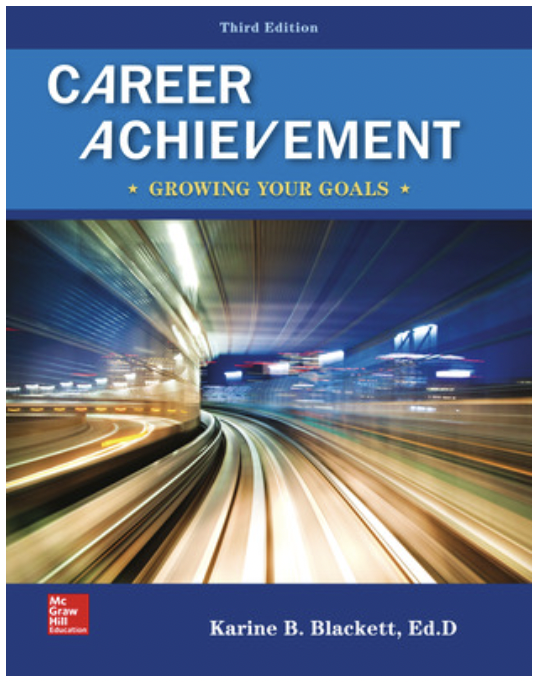 Third Edition
CAREER
ACHIEVEMENT
★ GROWING YOUR GOALS ★
Mc
Graw
Hill
Education
Karine B. Blackett, Ed.D